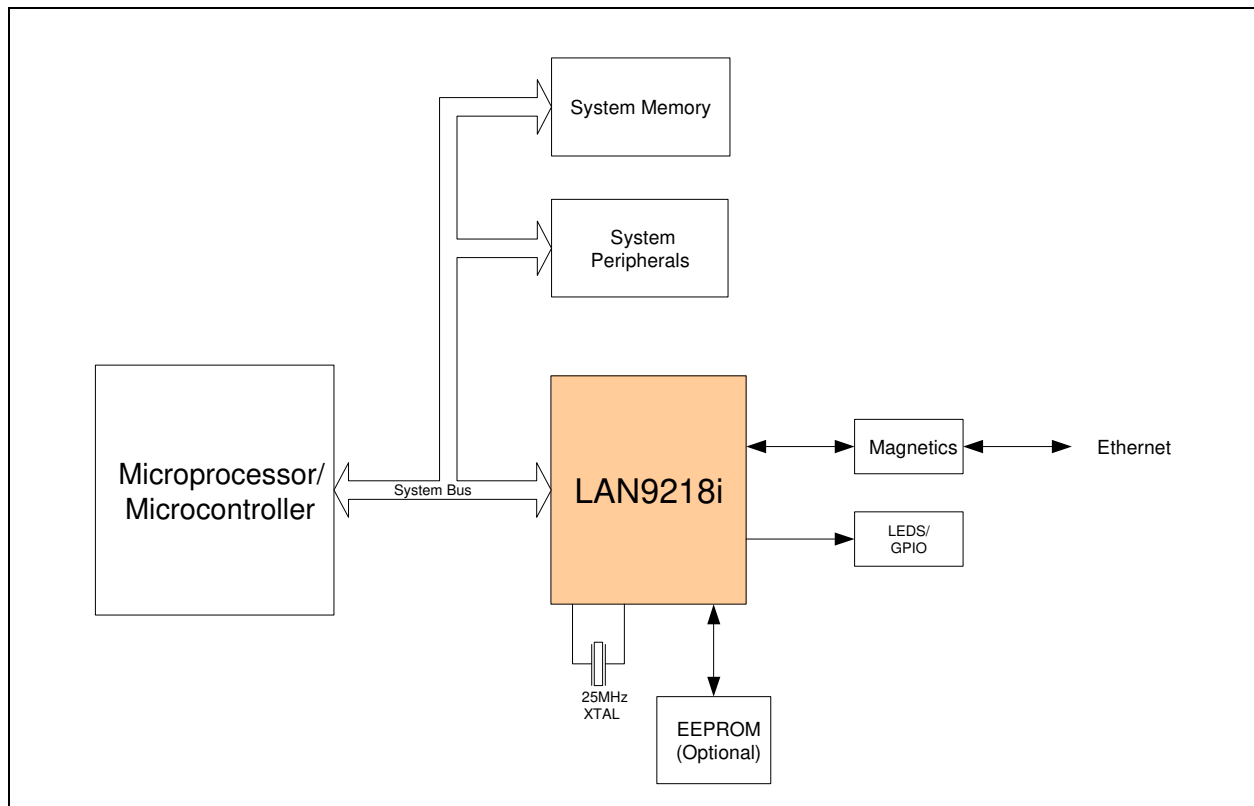 System Memory
System
Peripherals
Microprocessor/
Microcontroller
System Bus
LAN9218i
Magnetics
Ethernet
LEDS/
GPIO
25MHz
XTAL
EEPROM
(Optional)